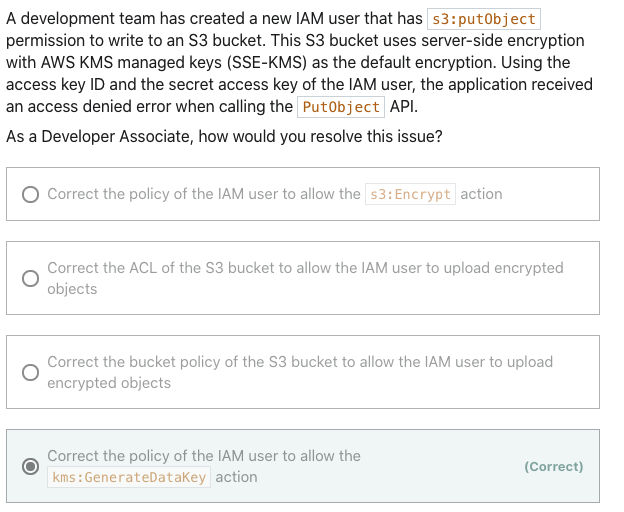 A development team has created a new IAM user that has s3:putObject
permission to write to an S3 bucket. This S3 bucket uses server-side encryption
with AWS KMS managed keys (SSE-KMS) as the default encryption. Using the
access key ID and the secret access key of the IAM user, the application received
an access denied error when calling the PutObject API.
As a Developer Associate, how would you resolve this issue?
Correct the policy of the IAM user to allow the s3:Encrypt action
Correct the ACL of the S3 bucket to allow the IAM user to upload encrypted
objects
Correct the bucket policy of the S3 bucket to allow the IAM user to upload
encrypted objects
Correct the policy of the IAM user to allow the
kms:GenerateDataKey action
(Correct)